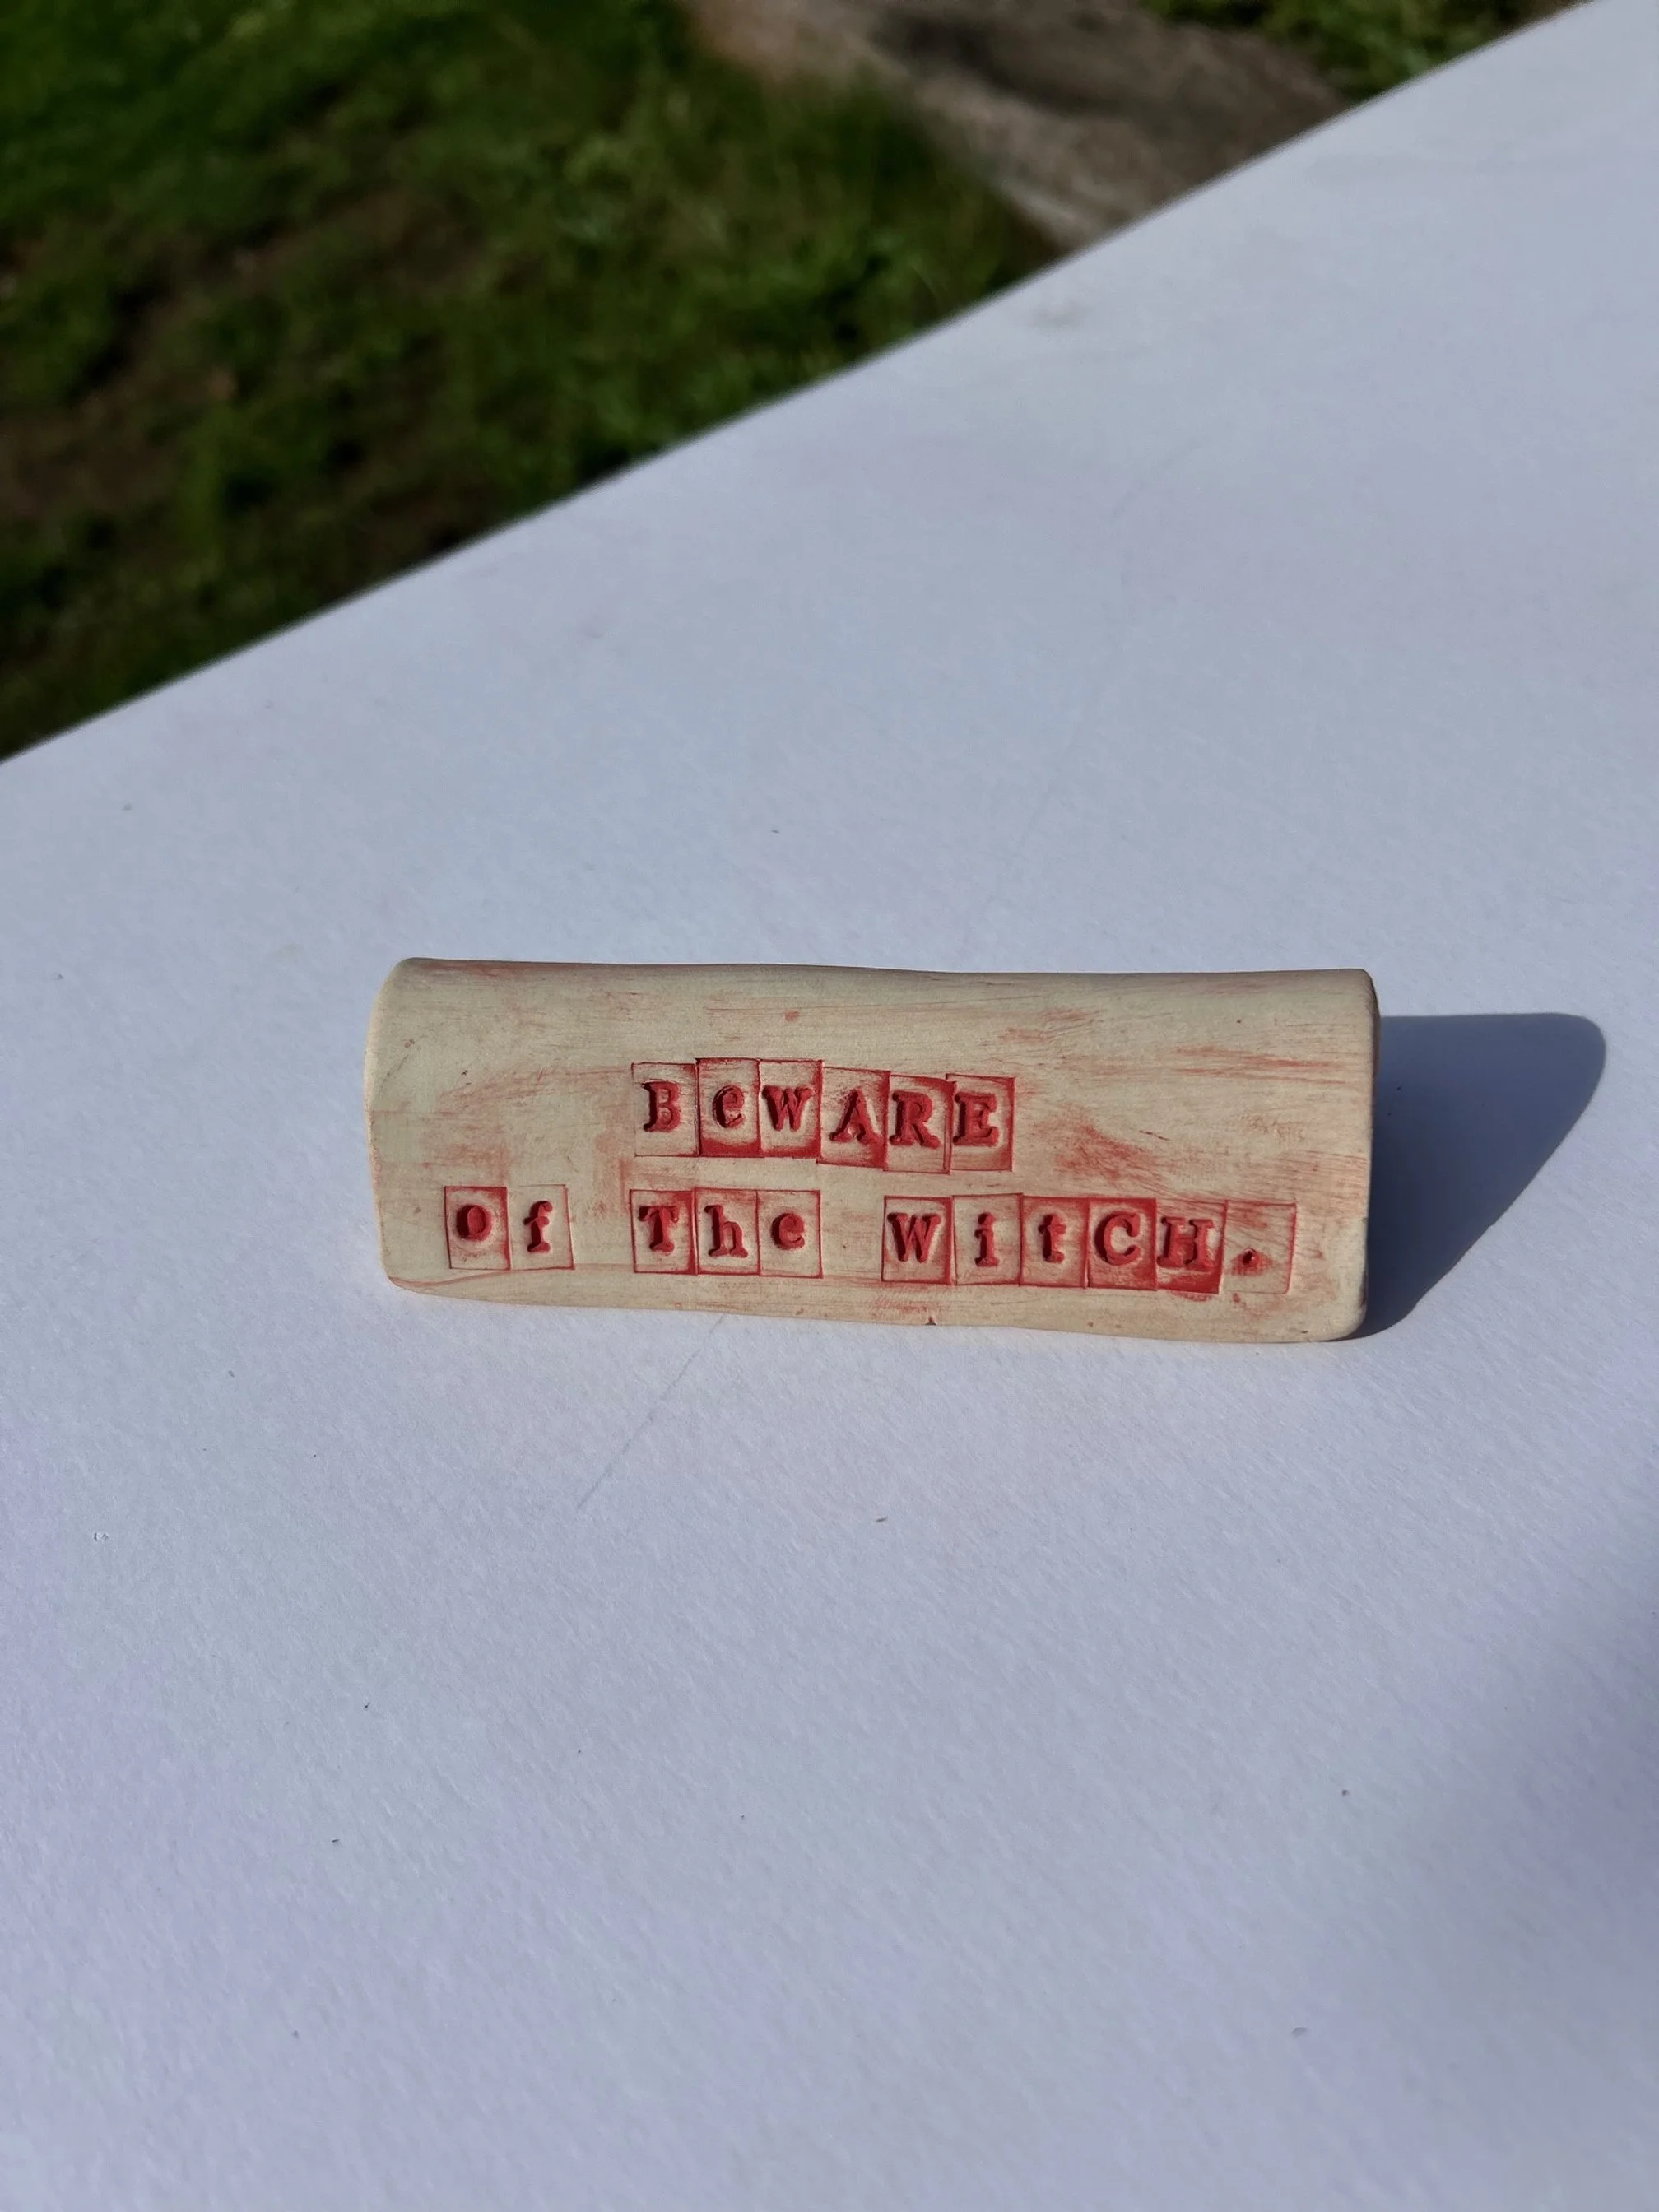 BeWARE
Of The WitCH.